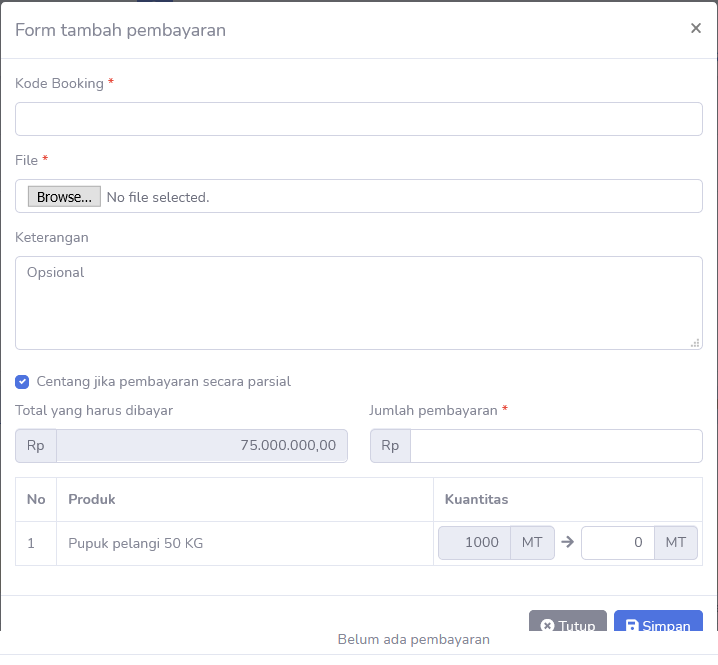 Form tambah pembayaran ×
Kode Booking *
File *
Browse... No file selected.
Keterangan
Opsional
Centang jika pembayaran secara parsial
Total yang harus dibayar Jumlah pembayaran *
Rp 75.000.000,00 Rp
No Produk Kuantitas
1 Pupuk pelangi 50 KG 1000 MT → 0 MT
Tutup Simpan
Belum ada pembayaran